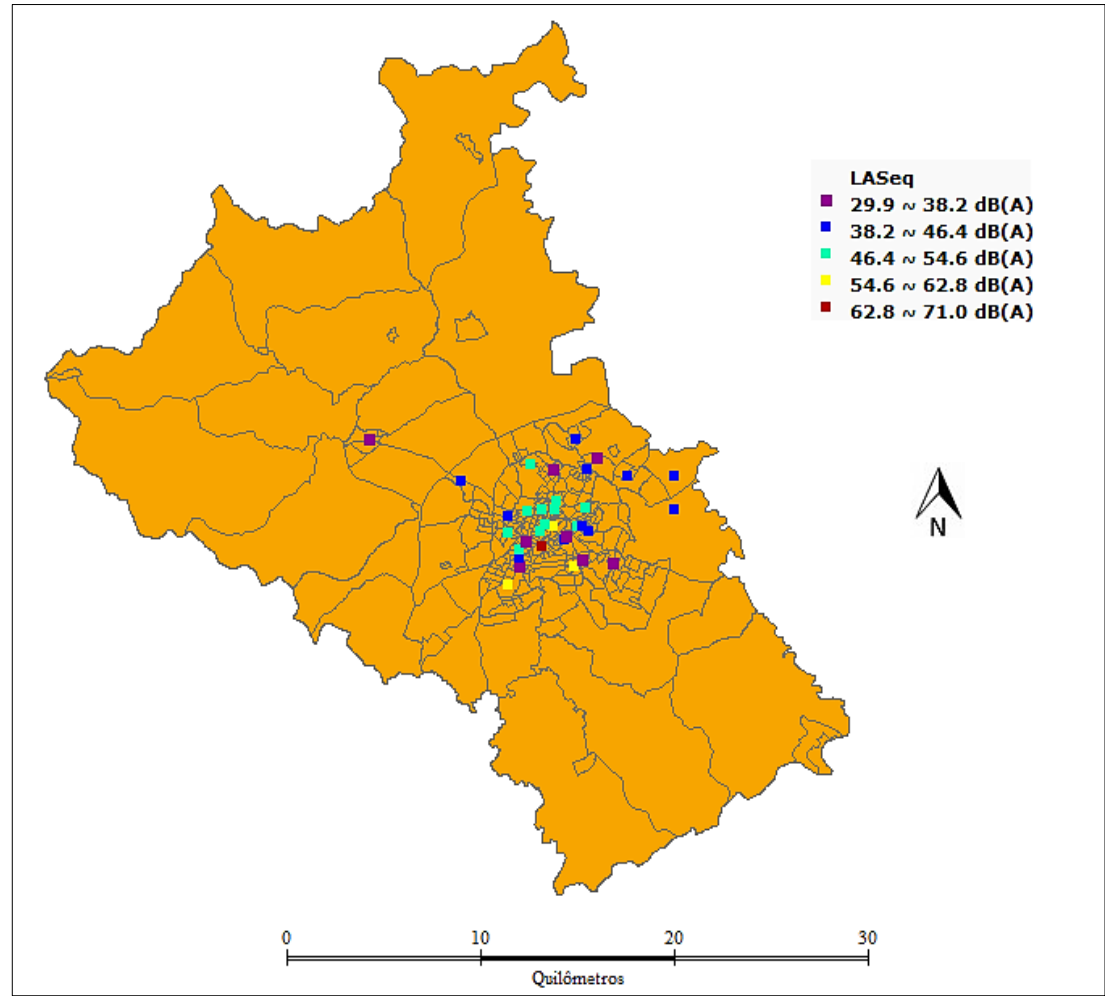 LASeq
29.9 ~ 38.2 dB(A)
38.2 ~ 46.4 dB(A)
46.4 ~ 54.6 dB(A)
54.6 ~ 62.8 dB(A)
62.8 ~ 71.0 dB(A)
N
0 10 20 30
Quilômetros